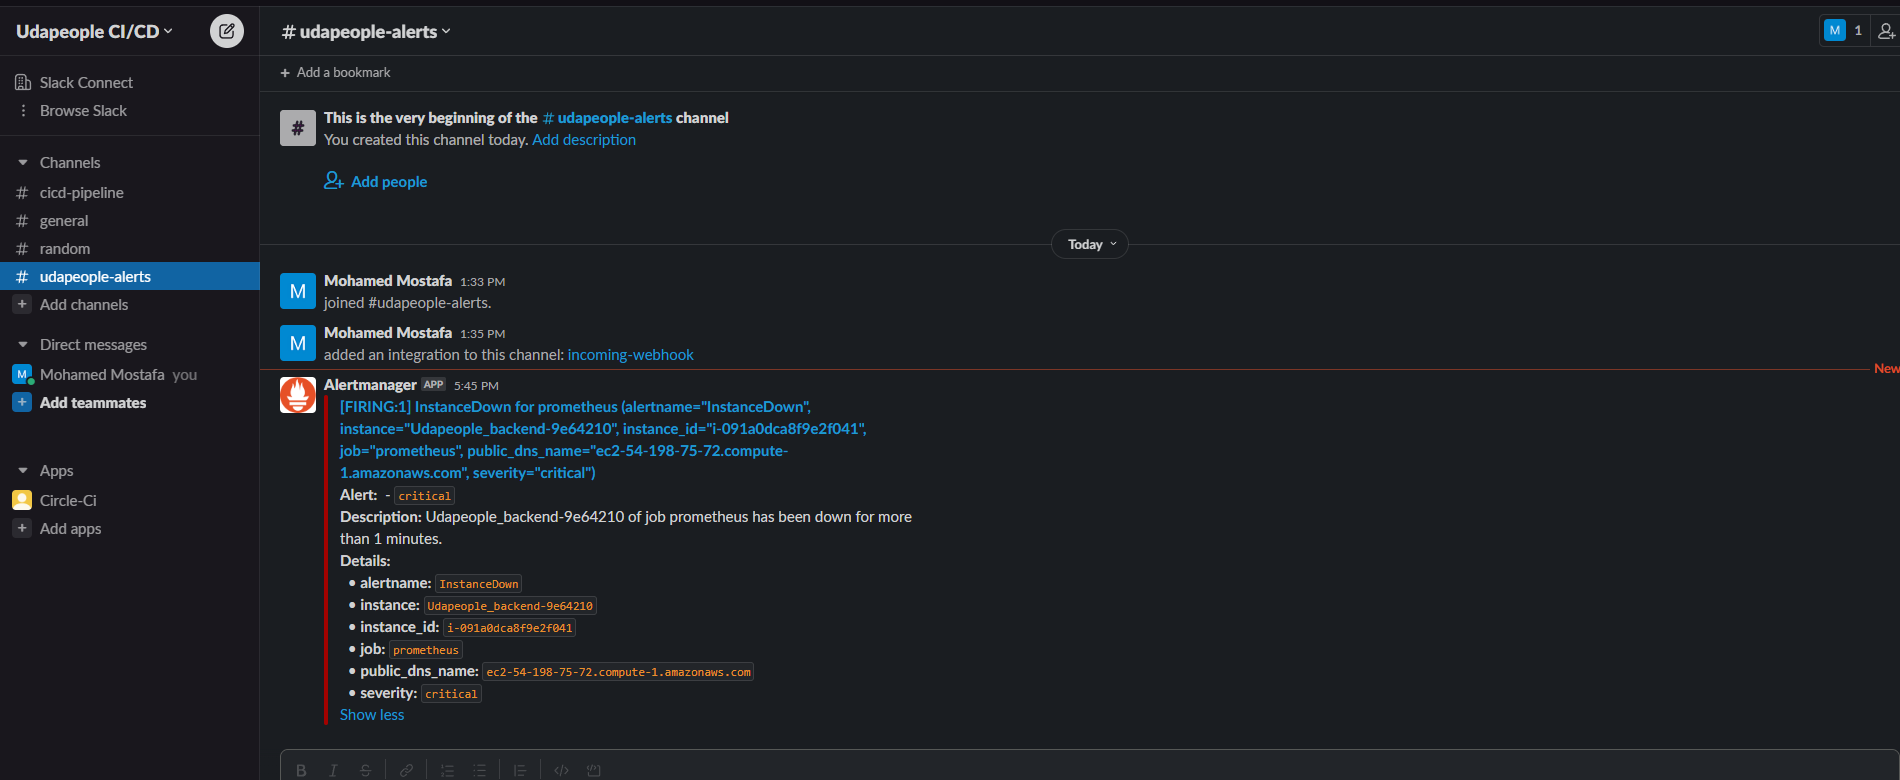 Udapeople CI/CD
Slack Connect
Browse Slack
Channels
# cicd-pipeline
# general
# random
# udapeople-alerts
+ Add channels
Direct messages
M Mohamed Mostafa you
+ Add teammates
Apps
Circle-Ci
+ Add apps
# udapeople-alerts
M 1
+ Add a bookmark
# This is the very beginning of the # udapeople-alerts channel
You created this channel today. Add description
Add people
Today
M Mohamed Mostafa 1:33 PM
joined #udapeople-alerts.
M Mohamed Mostafa 1:35 PM
added an integration to this channel: incoming-webhook
New
Alertmanager APP 5:45 PM
[FIRING:1] InstanceDown for prometheus (alertname="InstanceDown",
instance="Udapeople_backend-9e64210", instance_id="i-091a0dca8f9e2f041",
job="prometheus", public_dns_name="ec2-54-198-75-72.compute-
1.amazonaws.com", severity="critical")
Alert: - critical
Description: Udapeople_backend-9e64210 of job prometheus has been down for more
than 1 minutes.
Details:
• alertname: InstanceDown
• instance: Udapeople_backend-9e64210
• instance_id: i-091a0dca8f9e2f041
• job: prometheus
• public_dns_name: ec2-54-198-75-72.compute-1.amazonaws.com
• severity: critical
Show less
B I S